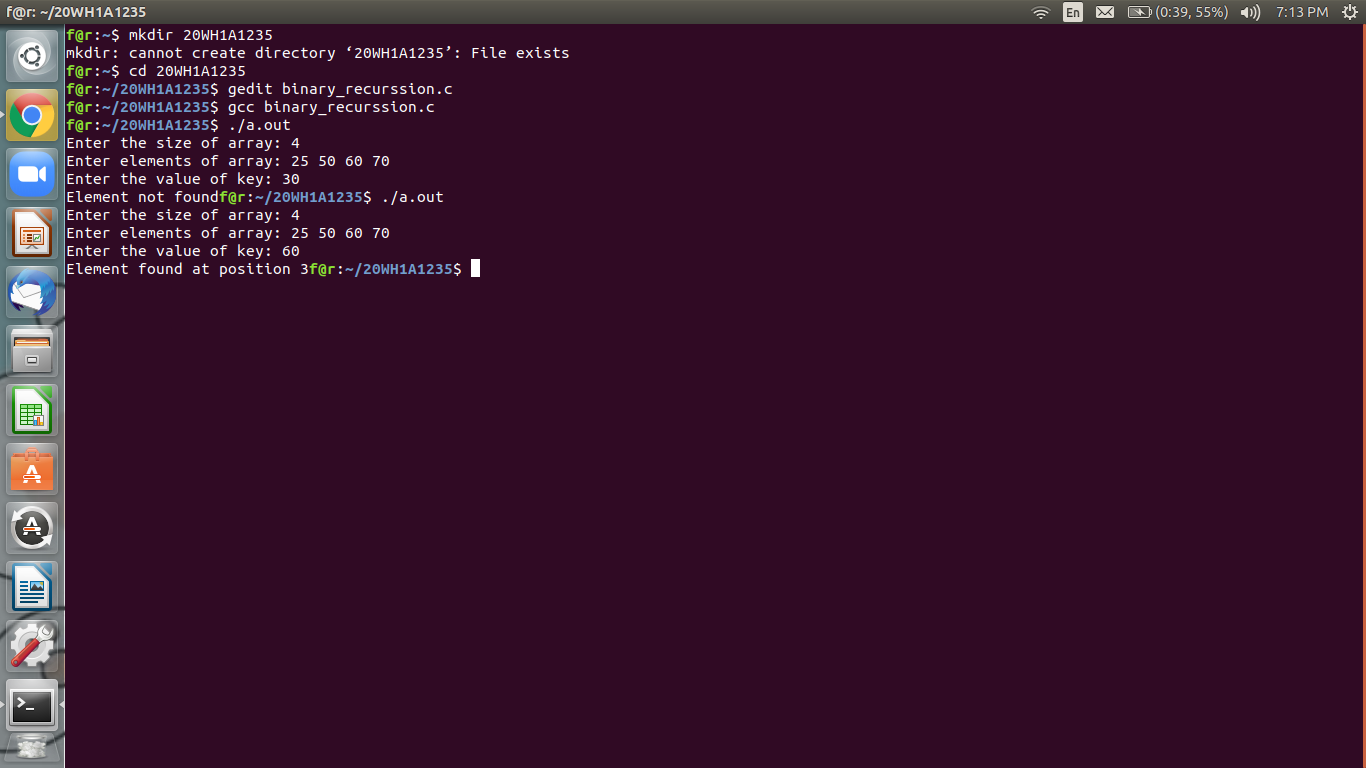 f@r: ~/20WH1A1235
En
(0:39, 55%)
7:13 PM
f@r:~$ mkdir 20WH1A1235
mkdir: cannot create directory ‘20WH1A1235’: File exists
f@r:~$ cd 20WH1A1235
f@r:~/20WH1A1235$ gedit binary_recurssion.c
f@r:~/20WH1A1235$ gcc binary_recurssion.c
f@r:~/20WH1A1235$ ./a.out
Enter the size of array: 4
Enter elements of array: 25 50 60 70
Enter the value of key: 30
Element not foundf@r:~/20WH1A1235$ ./a.out
Enter the size of array: 4
Enter elements of array: 25 50 60 70
Enter the value of key: 60
Element found at position 3f@r:~/20WH1A1235$